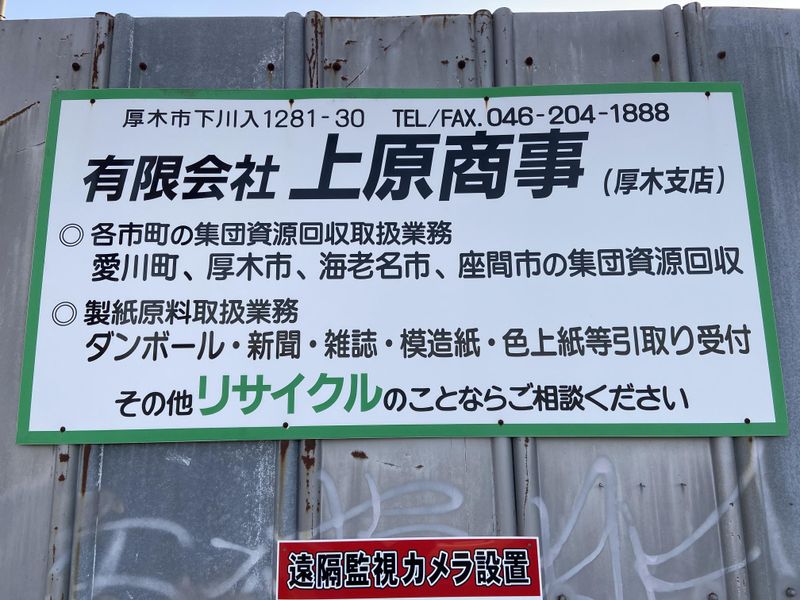 厚木市下川入1281-30 TEL/FAX.046-204-1888
有限会社 上原商事 (厚木支店)
◎ 各市町の集団資源回収取扱業務
愛川町、厚木市、海老名市、座間市の集団資源回収
◎ 製紙原料取扱業務
ダンボール・新聞・雑誌・模造紙・色上紙等引取り受付
その他リサイクルのことならご相談ください
遠隔監視カメラ設置